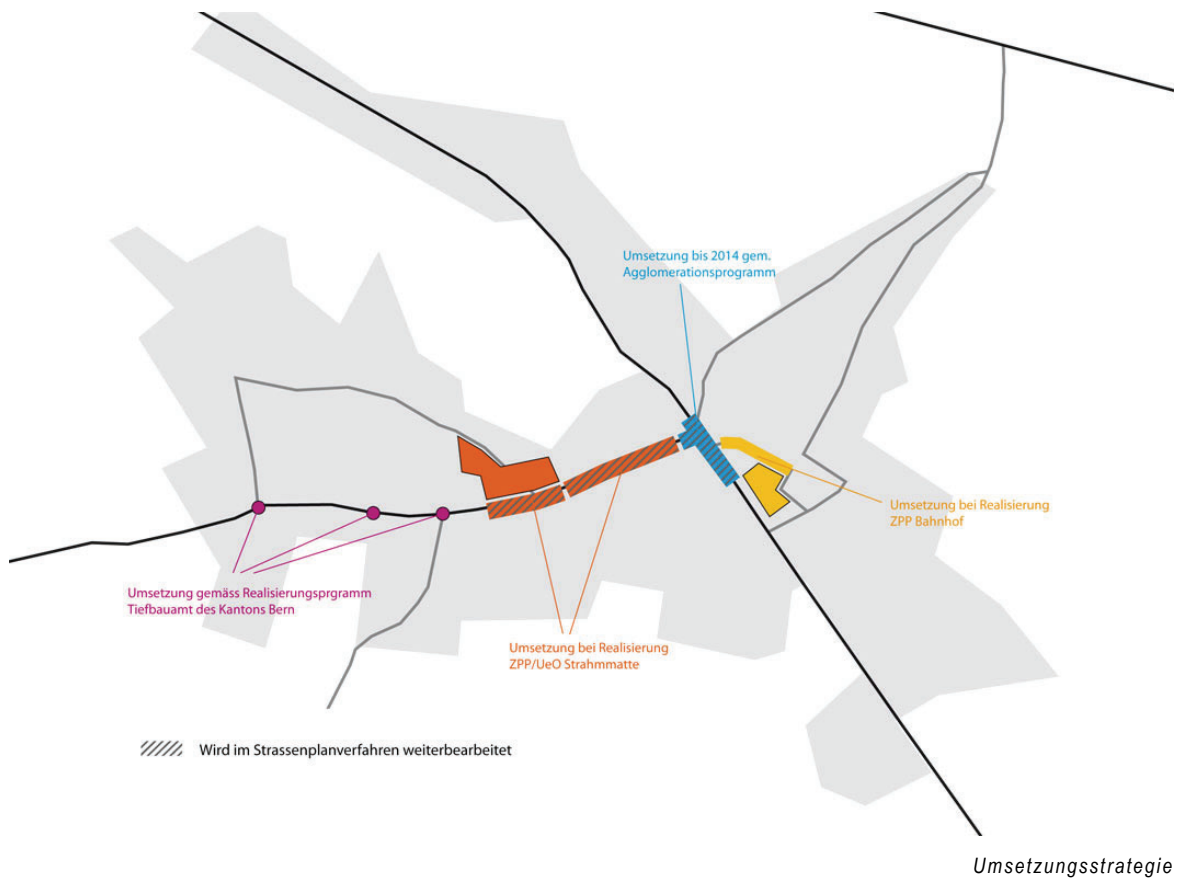 Umsetzung bis 2014 gem.
Agglomerationsprogramm
Umsetzung bei Realisierung
ZPP Bahnhof
Umsetzung gemäss Realisierungsprgramm
Tiefbauamt des Kantons Bern
Umsetzung bei Realisierung
ZPP/UeO Strahmmatte
Wird im Strassenplanverfahren weiterbearbeitet
Umsetzungsstrategie